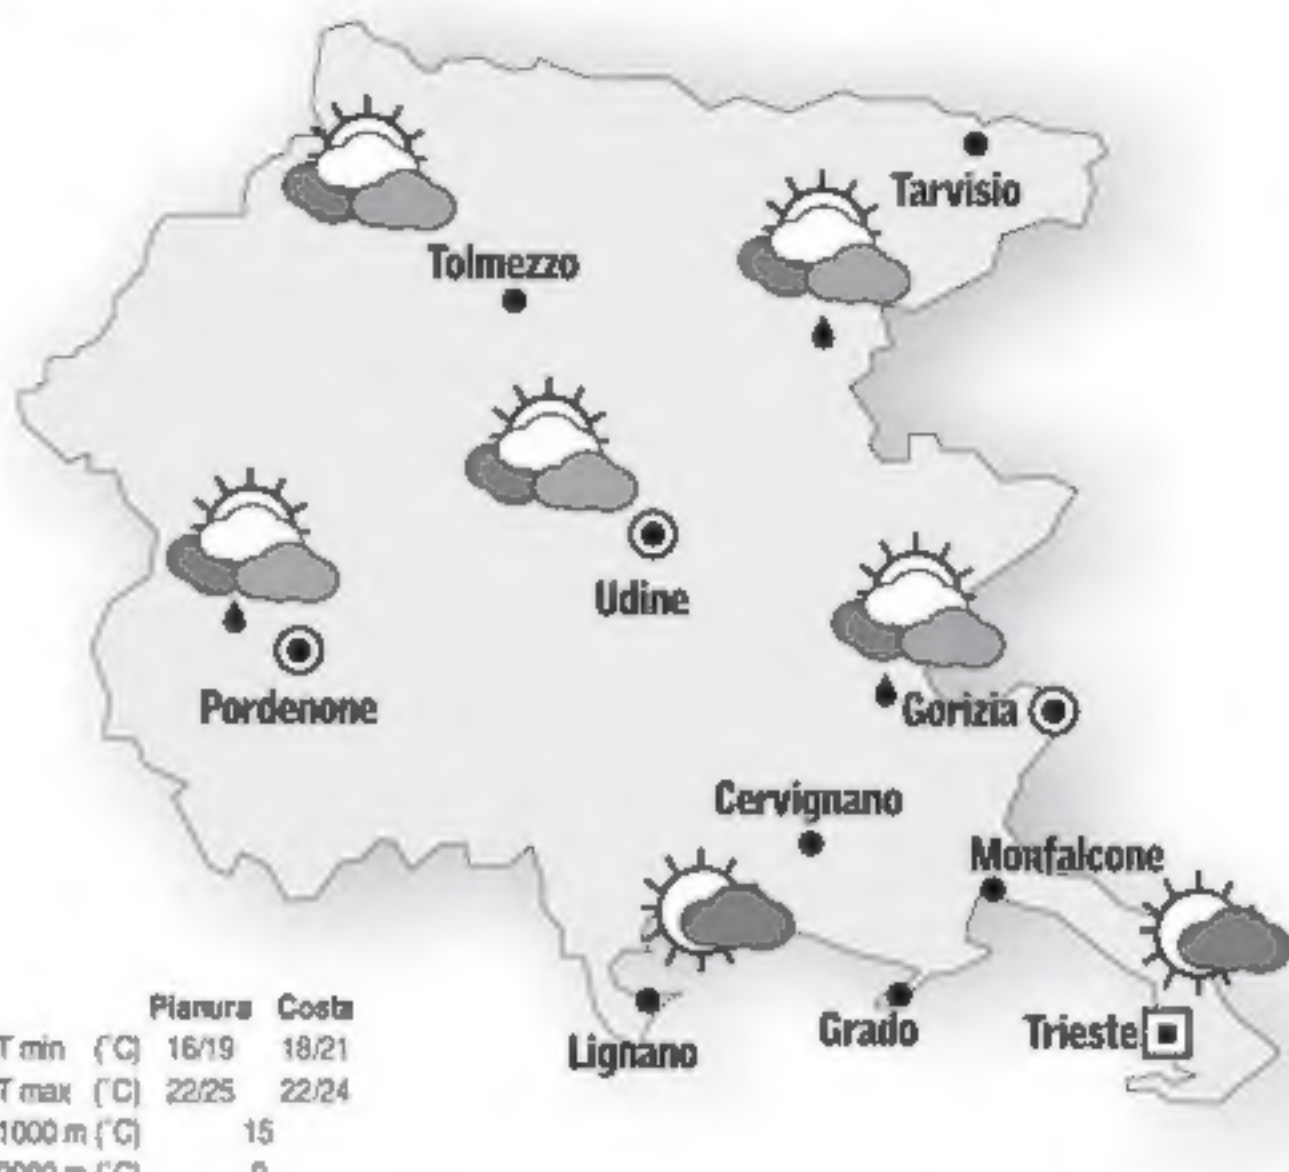 Tarvisio
Tolmezzo
Udine
Pordenone
Gorizia
Cervignano
Monfalcone
Lignano
Grado
Trieste
Pianura Costa
T min (°C) 16/19 18/21
T max (°C) 22/25 22/24
1000 m (°C) 15